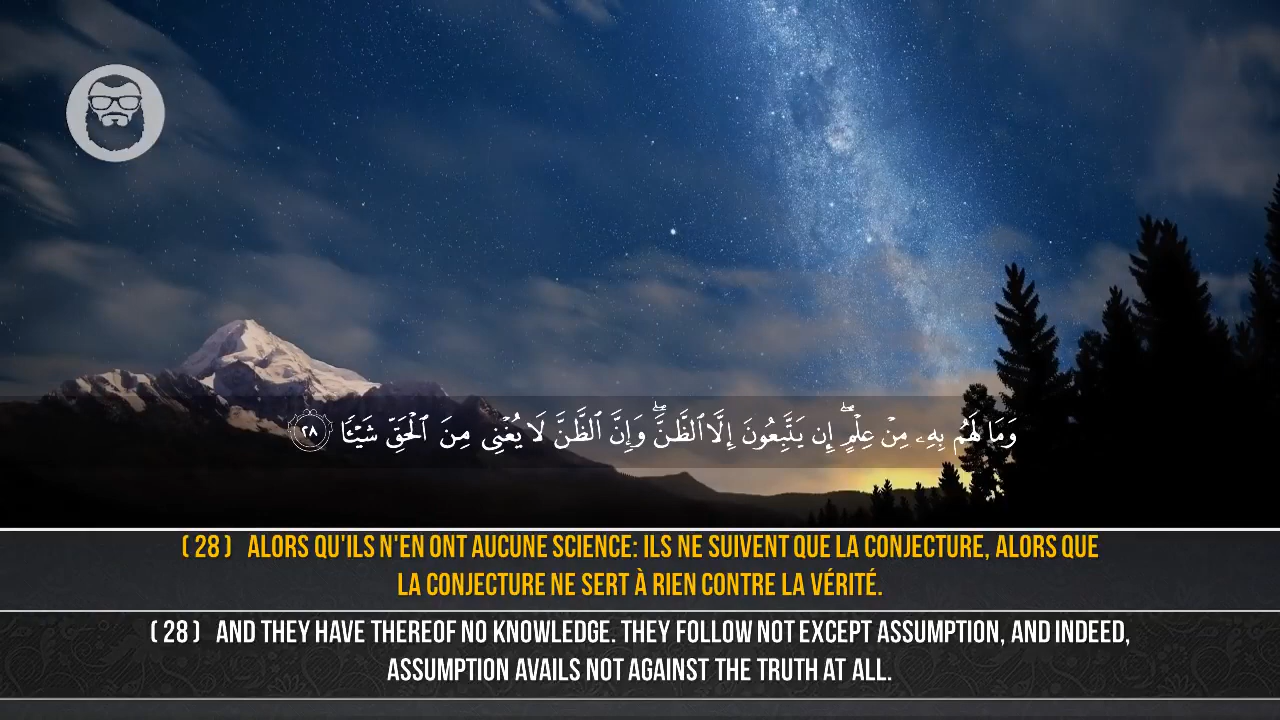 وَمَا لَهُم بِهِۦ مِنْ عِلْمٍ ۖ إِن يَتَّبِعُونَ إِلَّا ٱلظَّنَّ ۖ وَإِنَّ ٱلظَّنَّ لَا يُغْنِى مِنَ ٱلْحَقِّ شَيْـًٔا ٢٨
( 28 ) ALORS QU'ILS N'EN ONT AUCUNE SCIENCE: ILS NE SUIVENT QUE LA CONJECTURE, ALORS QUE
LA CONJECTURE NE SERT À RIEN CONTRE LA VÉRITÉ.
( 28 ) AND THEY HAVE THEREOF NO KNOWLEDGE. THEY FOLLOW NOT EXCEPT ASSUMPTION, AND INDEED,
ASSUMPTION AVAILS NOT AGAINST THE TRUTH AT ALL.